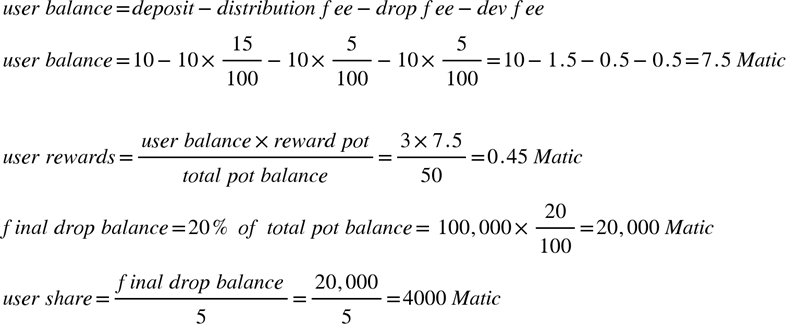 user balance=deposit− distribution fee− drop fee− dev fee
user balance=10− 10× 15/100 − 10× 5/100 − 10× 5/100 =10− 1.5− 0.5− 0.5=7.5 Matic
user rewards= user balance×reward pot/total pot balance = 3×7.5/50 =0.45 Matic
final drop balance=20% of total pot balance= 100,000× 20/100 =20,000 Matic
user share= final drop balance/5 = 20,000/5 =4000 Matic